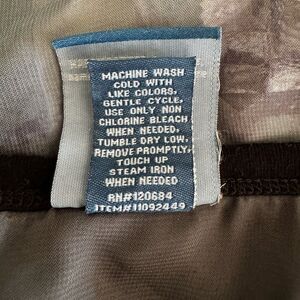 MACHINE WASH
COLD WITH
LIKE COLORS,
GENTLE CYCLE,
USE ONLY NON
CHLORINE BLEACH
WHEN NEEDED,
TUMBLE DRY LOW,
REMOVE PROMPTLY.
TOUCH UP
STEAM IRON
WHEN NEEDED
RN#120684
ITEM#11092449